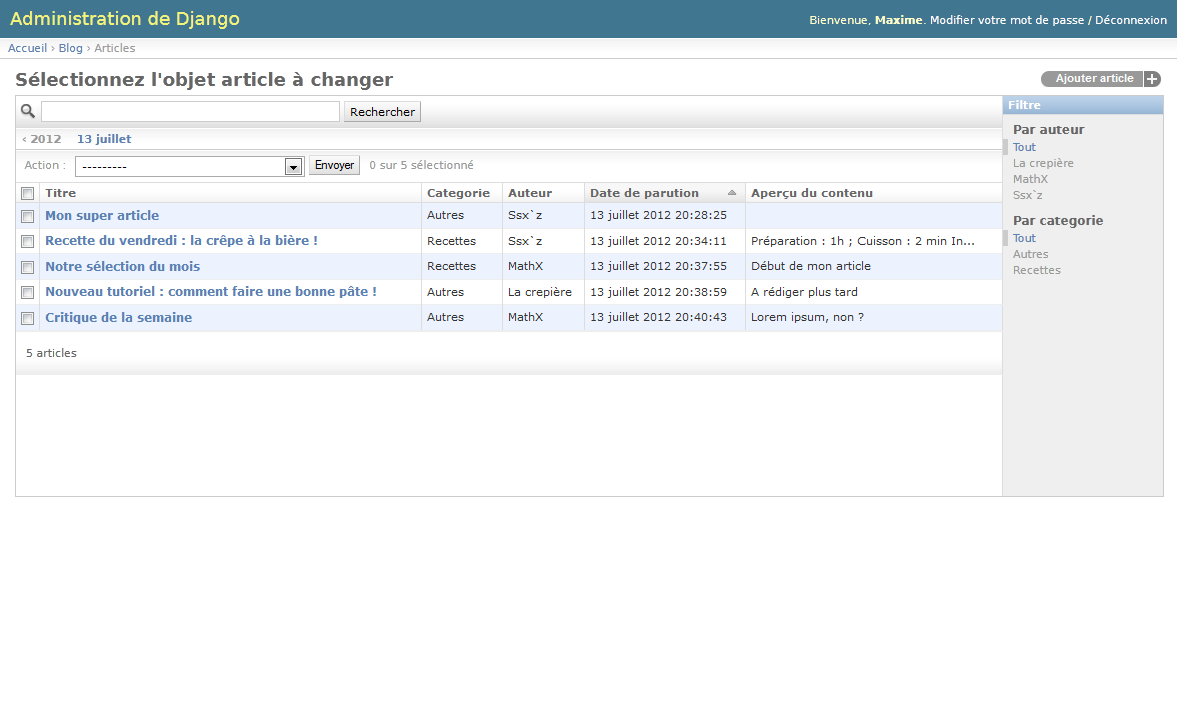 Administration de Django
Bienvenue, Maxime. Modifier votre mot de passe / Déconnexion
Accueil › Blog › Articles
Sélectionnez l'objet article à changer
Ajouter article
Rechercher
‹ 2012 13 juillet
Action : --------- Envoyer 0 sur 5 sélectionné
Titre Categorie Auteur Date de parution Aperçu du contenu
Mon super article Autres Ssx`z 13 juillet 2012 20:28:25
Recette du vendredi : la crêpe à la bière ! Recettes Ssx`z 13 juillet 2012 20:34:11 Préparation : 1h ; Cuisson : 2 min In...
Notre sélection du mois Recettes MathX 13 juillet 2012 20:37:55 Début de mon article
Nouveau tutoriel : comment faire une bonne pâte ! Autres La crepière 13 juillet 2012 20:38:59 A rédiger plus tard
Critique de la semaine Autres MathX 13 juillet 2012 20:40:43 Lorem ipsum, non ?
5 articles
Filtre
Par auteur
Tout
La crepière
MathX
Ssx`z
Par categorie
Tout
Autres
Recettes